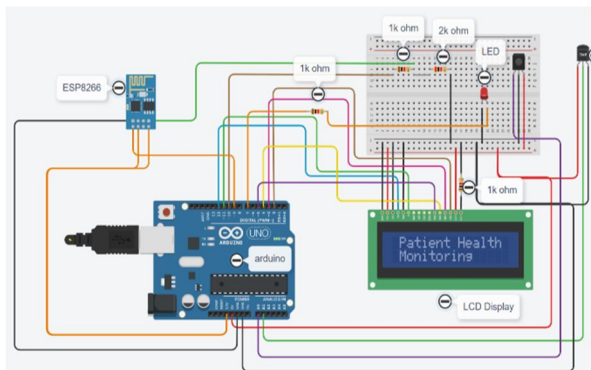 1k ohm
2k ohm
LED
1k ohm
ESP8266
1k ohm
UNO
ARDUINO
arduino
Patient Health
Monitoring
LCD Display